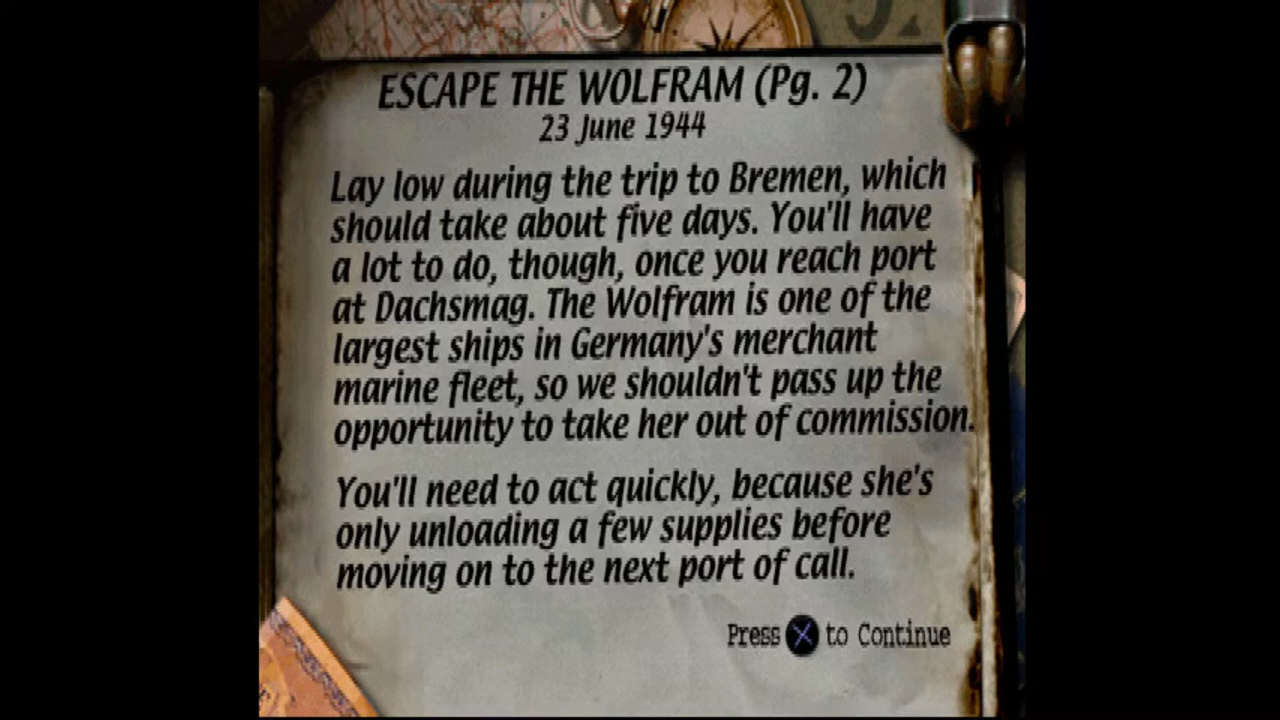 ESCAPE THE WOLFRAM (Pg. 2)
23 June 1944
Lay low during the trip to Bremen, which
should take about five days. You'll have
a lot to do, though, once you reach port
at Dachsmag. The Wolfram is one of the
largest ships in Germany's merchant
marine fleet, so we shouldn't pass up the
opportunity to take her out of commission.
You'll need to act quickly, because she's
only unloading a few supplies before
moving on to the next port of call.
Press X to Continue